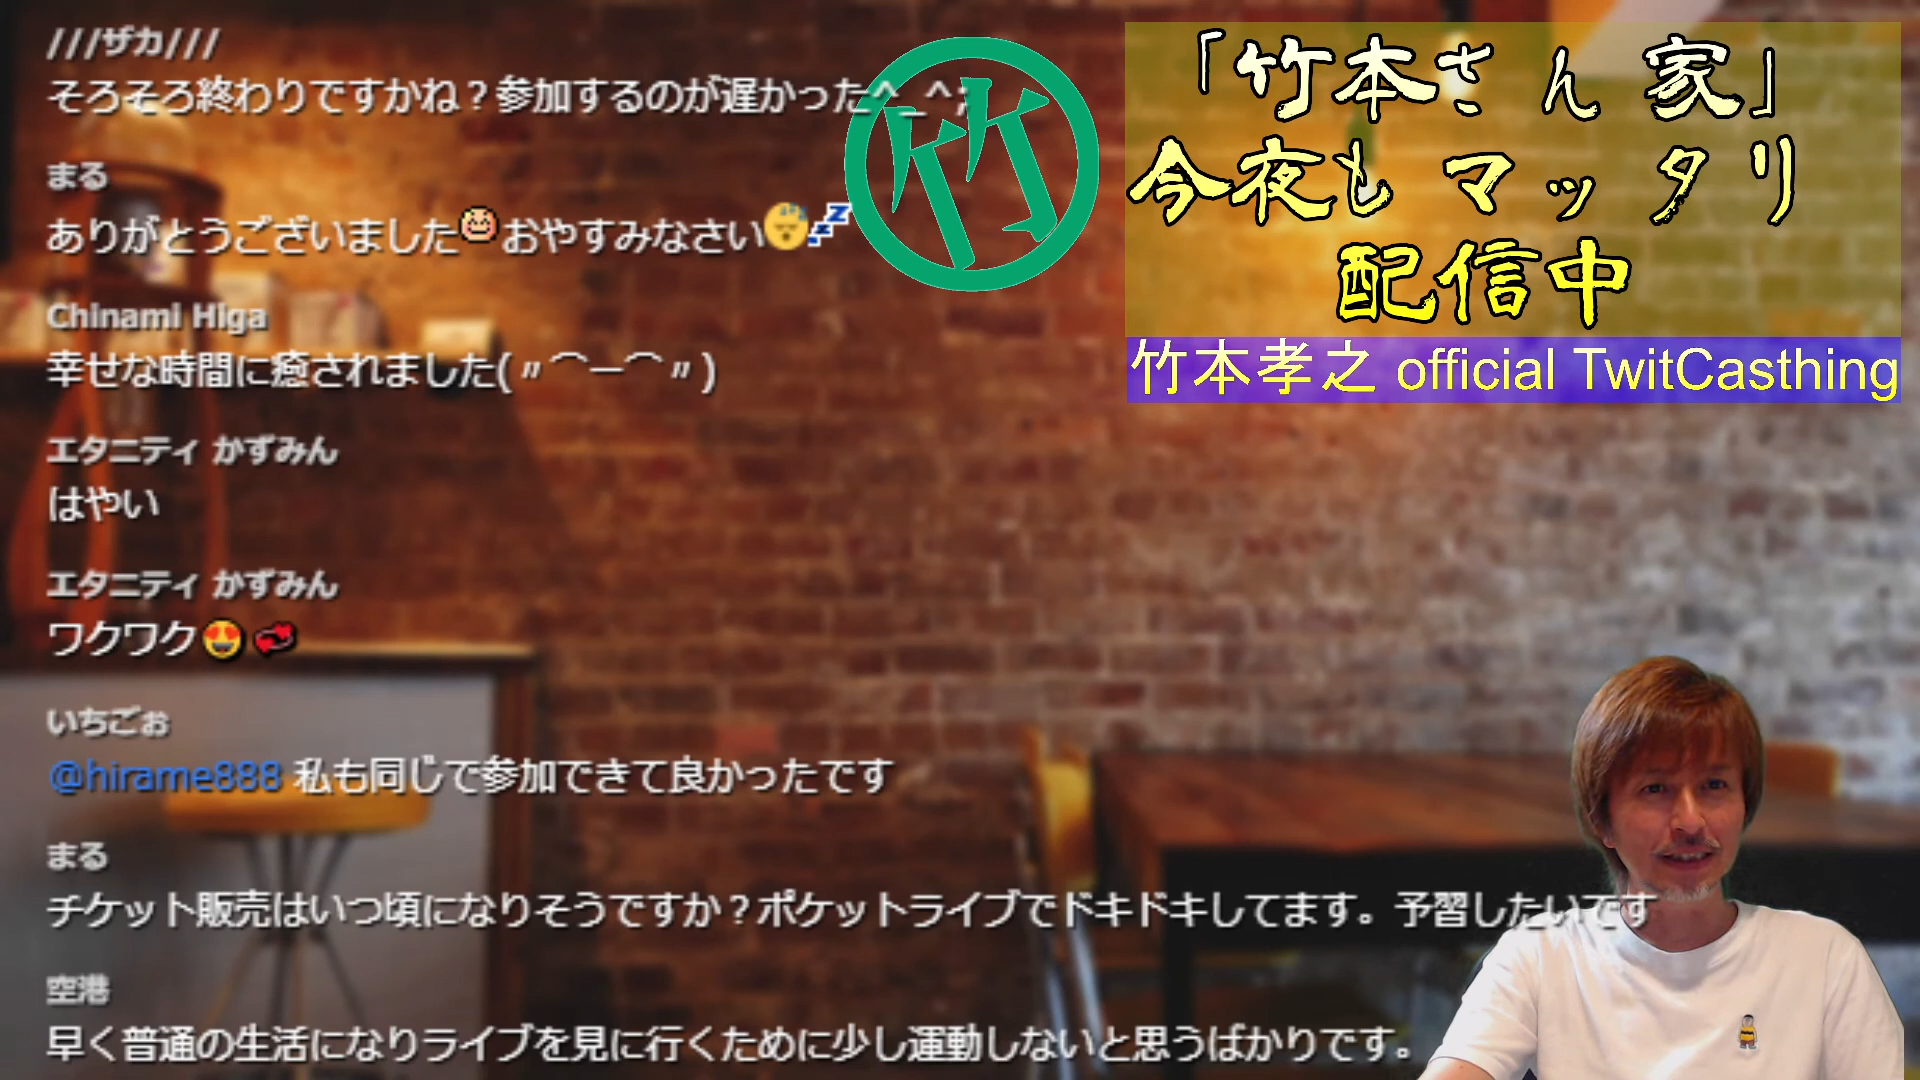 ///ザカ///
そろそろ終わりですかね？参加するのが遅かった^_^;
まる
ありがとうございました😆おやすみなさい😴💤
Chinami Higa
幸せな時間に癒されました(〃⌒ー⌒〃)
エタニティ かずみん
はやい
エタニティ かずみん
ワクワク😍💞
いちごぉ
@hirame888 私も同じで参加できて良かったです
まる
チケット販売はいつ頃になりそうですか？ポケットライブでドキドキしてます。予習したいです
空港
早く普通の生活になりライブを見に行くために少し運動しないと思うばかりです。
竹
「竹本さん家」
今夜もマッタリ
配信中
竹本孝之 official TwitCasthing